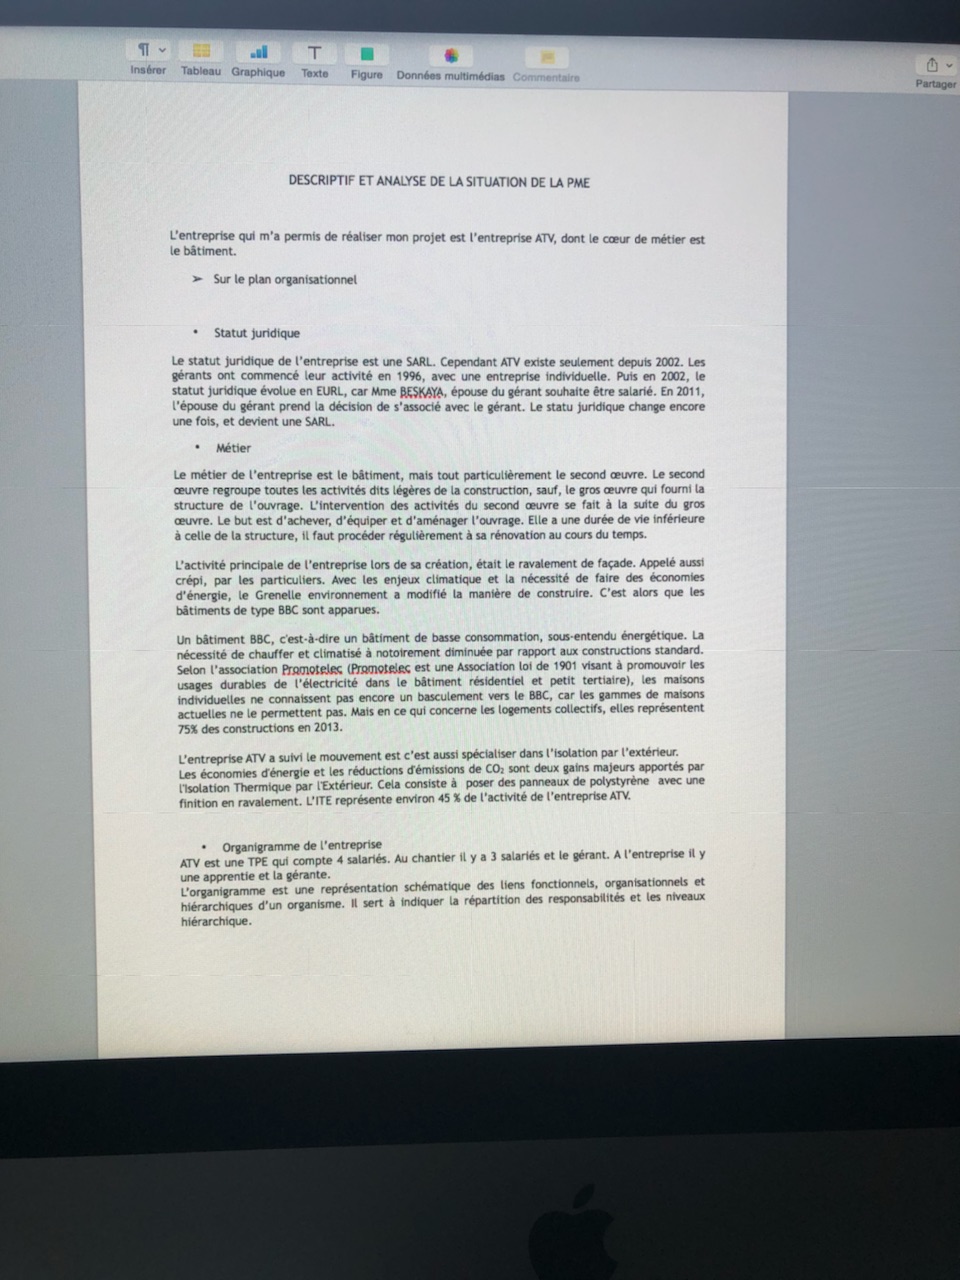 Insérer Tableau Graphique Texte Figure Données multimédias Commentaire Partager
DESCRIPTIF ET ANALYSE DE LA SITUATION DE LA PME
L'entreprise qui m'a permis de réaliser mon projet est l'entreprise ATV, dont le cœur de métier est
le bâtiment.
➢ Sur le plan organisationnel
• Statut juridique
Le statut juridique de l'entreprise est une SARL. Cependant ATV existe seulement depuis 2002. Les
gérants ont commencé leur activité en 1996, avec une entreprise individuelle. Puis en 2002, le
statut juridique évolue en EURL, car Mme BESKAYA, épouse du gérant souhaite être salarié. En 2011,
l'épouse du gérant prend la décision de s'associé avec le gérant. Le statu juridique change encore
une fois, et devient une SARL.
• Métier
Le métier de l'entreprise est le bâtiment, mais tout particulièrement le second œuvre. Le second
œuvre regroupe toutes les activités dits légères de la construction, sauf, le gros œuvre qui fourni la
structure de l'ouvrage. L'intervention des activités du second œuvre se fait à la suite du gros
œuvre. Le but est d'achever, d'équiper et d'aménager l'ouvrage. Elle a une durée de vie inférieure
à celle de la structure, il faut procéder régulièrement à sa rénovation au cours du temps.
L'activité principale de l'entreprise lors de sa création, était le ravalement de façade. Appelé aussi
crépi, par les particuliers. Avec les enjeux climatique et la nécessité de faire des économies
d'énergie, le Grenelle environnement a modifié la manière de construire. C'est alors que les
bâtiments de type BBC sont apparues.
Un bâtiment BBC, c'est-à-dire un bâtiment de basse consommation, sous-entendu énergétique. La
nécessité de chauffer et climatisé à notoirement diminuée par rapport aux constructions standard.
Selon l'association Promotelec (Promotelec est une Association loi de 1901 visant à promouvoir les
usages durables de l'électricité dans le bâtiment résidentiel et petit tertiaire), les maisons
individuelles ne connaissent pas encore un basculement vers le BBC, car les gammes de maisons
actuelles ne le permettent pas. Mais en ce qui concerne les logements collectifs, elles représentent
75% des constructions en 2013.
L'entreprise ATV a suivi le mouvement est c'est aussi spécialiser dans l'isolation par l'extérieur.
Les économies d'énergie et les réductions d'émissions de CO₂ sont deux gains majeurs apportés par
l'Isolation Thermique par l'Extérieur. Cela consiste à poser des panneaux de polystyrène avec une
finition en ravalement. L'ITE représente environ 45 % de l'activité de l'entreprise ATV.
• Organigramme de l'entreprise
ATV est une TPE qui compte 4 salariés. Au chantier il y a 3 salariés et le gérant. A l'entreprise il y
une apprentie et la gérante.
L'organigramme est une représentation schématique des liens fonctionnels, organisationnels et
hiérarchiques d'un organisme. Il sert à indiquer la répartition des responsabilités et les niveaux
hiérarchique.